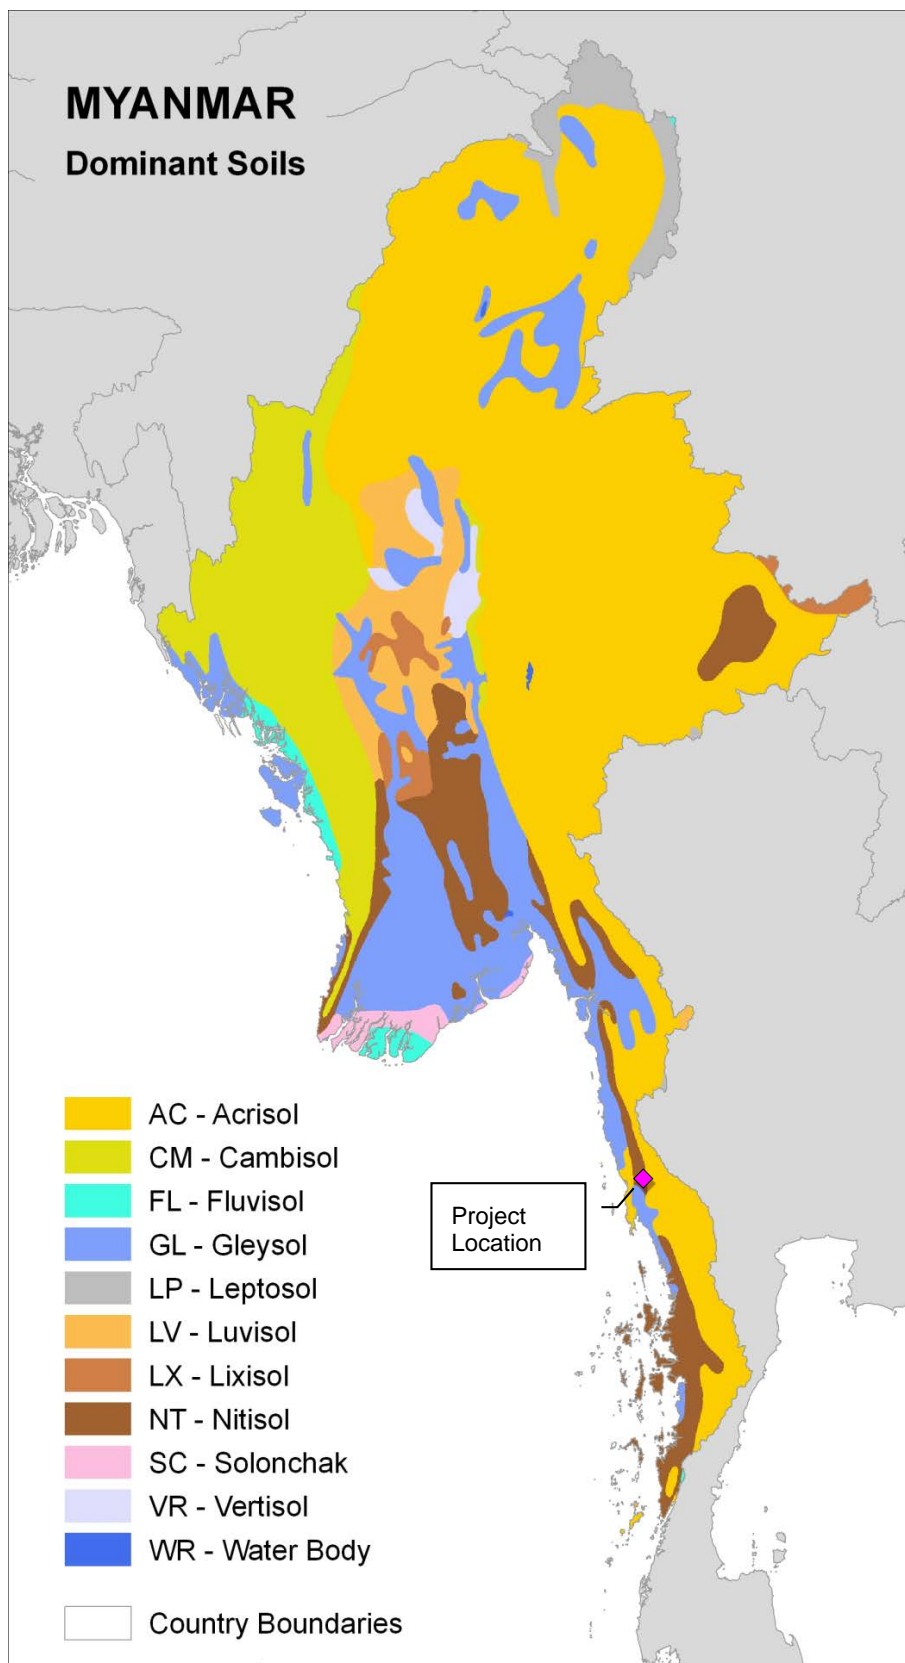 MYANMAR
Dominant Soils
AC - Acrisol
CM - Cambisol
FL - Fluvisol
GL - Gleysol
LP - Leptosol
LV - Luvisol
LX - Lixisol
NT - Nitisol
SC - Solonchak
VR - Vertisol
WR - Water Body
Country Boundaries
Project
Location